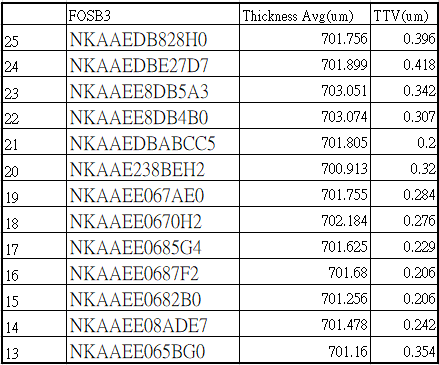 FOSB3 Thickness Avg(um) TTV(um)
25 NKAAEDB828H0 701.756 0.396
24 NKAAEDBE27D7 701.899 0.418
23 NKAAEE8DB5A3 703.051 0.342
22 NKAAEE8DB4B0 703.074 0.307
21 NKAAEDBABCC5 701.805 0.2
20 NKAAE238BEH2 700.913 0.32
19 NKAAEE067AE0 701.755 0.284
18 NKAAEE0670H2 702.184 0.276
17 NKAAEE0685G4 701.625 0.229
16 NKAAEE0687F2 701.68 0.206
15 NKAAEE0682B0 701.256 0.206
14 NKAAEE08ADE7 701.478 0.242
13 NKAAEE065BG0 701.16 0.354